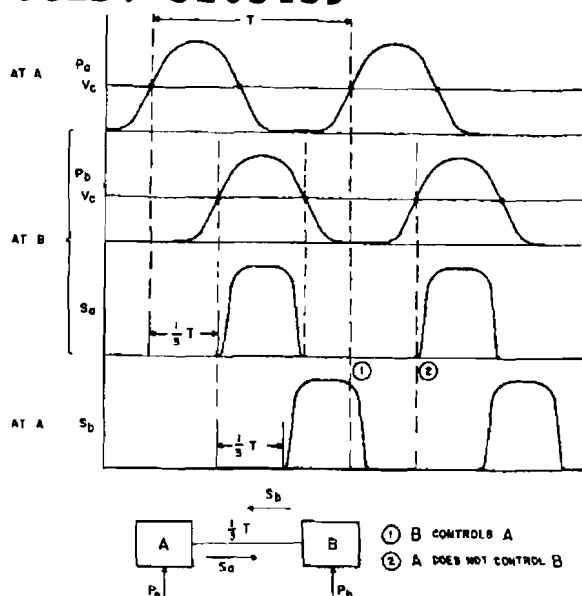 T
AT A
Pa
Vc
Pb
Vc
AT B
Sa
1/3 T
① ②
AT A
Sb
1/3 T
Sb
A 1/3 T B
Sa
Pa Pb
① B CONTROLS A
② A DOES NOT CONTROL B